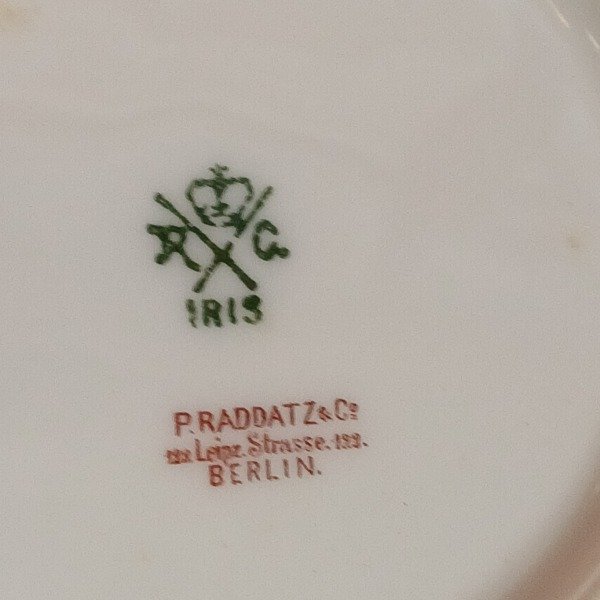 R G
IRIS
P. RADDATZ & Co
Leipz. Strasse.
BERLIN.